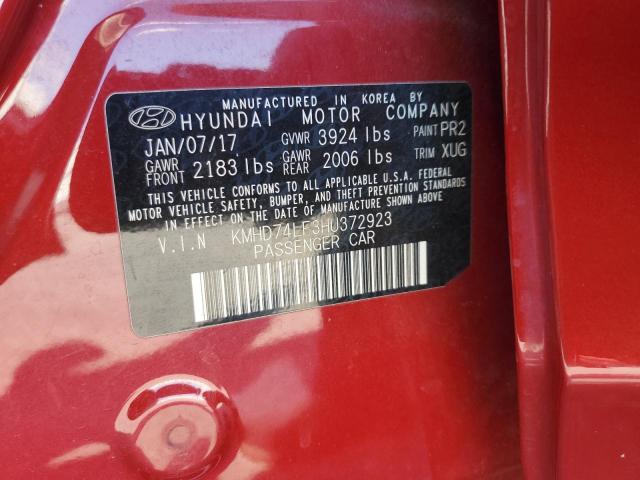 MANUFACTURED IN KOREA BY
HYUNDAI MOTOR COMPANY
JAN/07/17 GVWR 3924 lbs PAINT PR2
GAWR FRONT 2183 lbs GAWR REAR 2006 lbs TRIM XUG
THIS VEHICLE CONFORMS TO ALL APPLICABLE U.S.A. FEDERAL
MOTOR VEHICLE SAFETY, BUMPER, AND THEFT PREVENTION STANDARDS
IN EFFECT ON THE DATE OF MANUFACTURE SHOWN ABOVE.
V.I.N KMHD74LF3HU372923
PASSENGER CAR